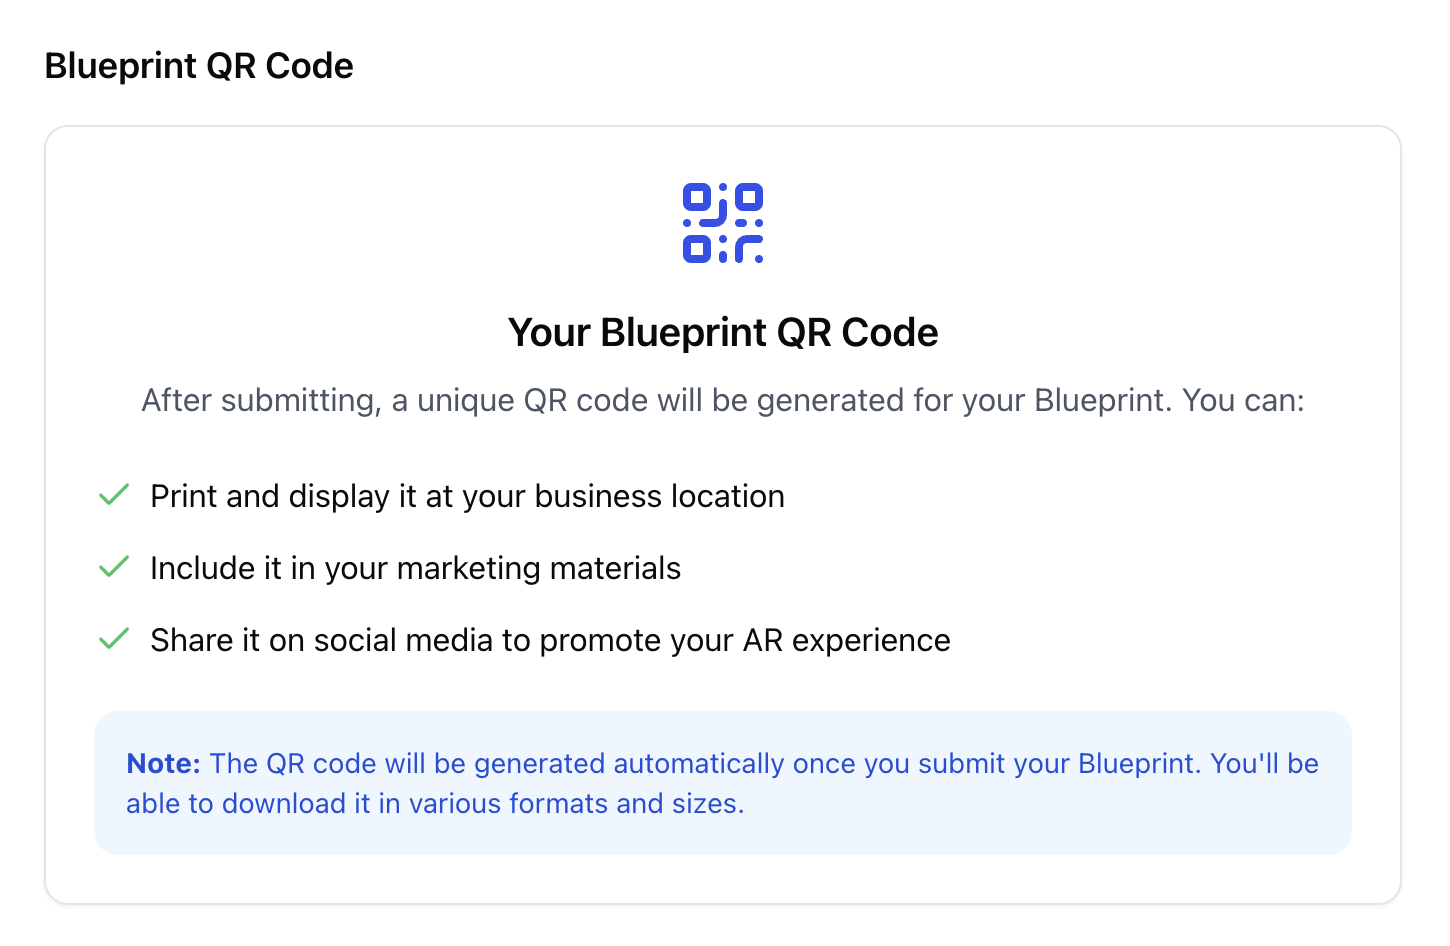 Blueprint QR Code
Your Blueprint QR Code
After submitting, a unique QR code will be generated for your Blueprint. You can:
Print and display it at your business location
Include it in your marketing materials
Share it on social media to promote your AR experience
Note: The QR code will be generated automatically once you submit your Blueprint. You'll be
able to download it in various formats and sizes.